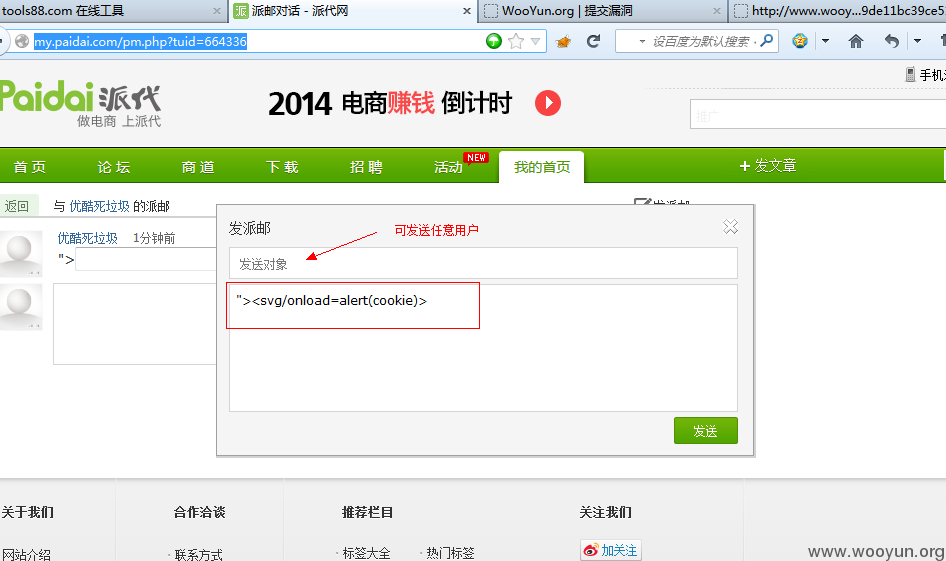 tools88.com 在线工具
派邮对话 - 派代网
WooYun.org | 提交漏洞
http://www.wooy...9de11bc39ce5
my.paidai.com/pm.php?tuid=664336
设百度为默认搜索
手机
Paidai 派代
做电商 上派代
2014 电商赚钱 倒计时
推广
首页
论坛
商道
下载
招聘
活动
NEW
我的首页
+ 发文章
返回
与 优酷死垃圾 的派邮
发派邮
优酷死垃圾 1分钟前
">
发派邮
可发送任意用户
发送对象
"><svg/onload=alert(cookie)>
发送
关于我们
合作洽谈
推荐栏目
关注我们
网站介绍
· 联系方式
· 标签大全
· 热门标签
加关注
www.wooyun.org